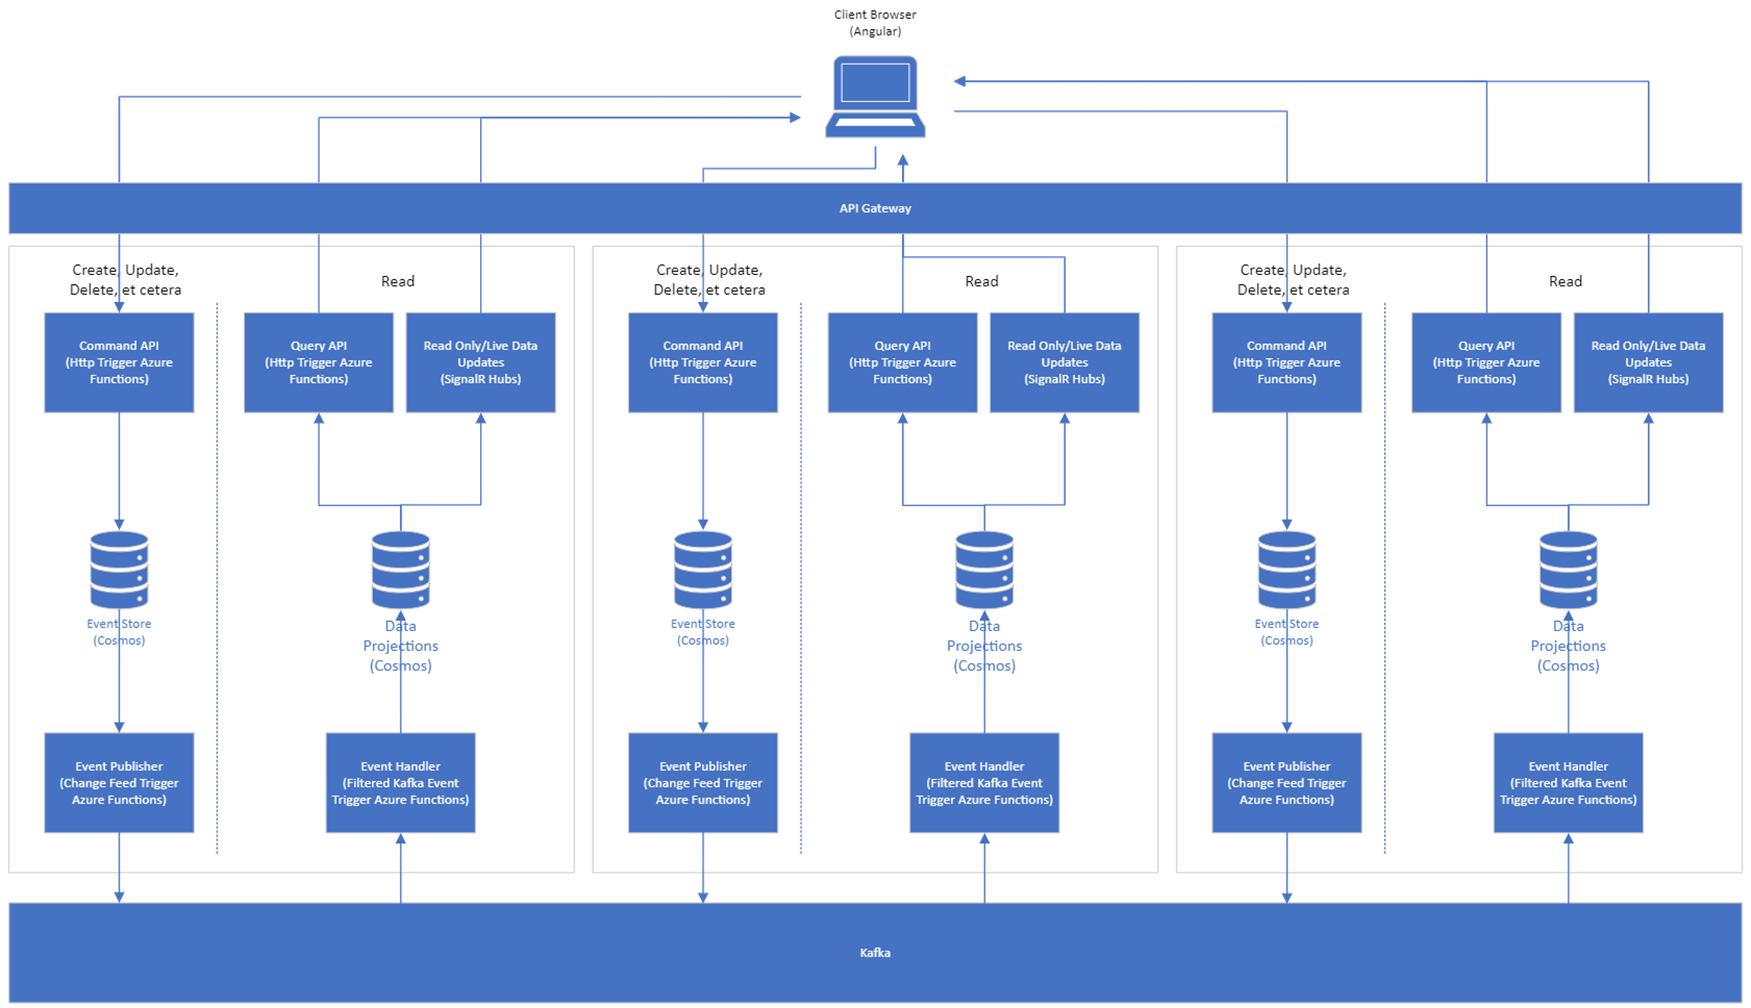 Client Browser
(Angular)
API Gateway
Create, Update,
Delete, et cetera
Read
Command API
(Http Trigger Azure
Functions)
Query API
(Http Trigger Azure
Functions)
Read Only/Live Data
Updates
(SignalR Hubs)
Event Store
(Cosmos)
Data
Projections
(Cosmos)
Event Publisher
(Change Feed Trigger
Azure Functions)
Event Handler
(Filtered Kafka Event
Trigger Azure Functions)
Create, Update,
Delete, et cetera
Read
Command API
(Http Trigger Azure
Functions)
Query API
(Http Trigger Azure
Functions)
Read Only/Live Data
Updates
(SignalR Hubs)
Event Store
(Cosmos)
Data
Projections
(Cosmos)
Event Publisher
(Change Feed Trigger
Azure Functions)
Event Handler
(Filtered Kafka Event
Trigger Azure Functions)
Create, Update,
Delete, et cetera
Read
Command API
(Http Trigger Azure
Functions)
Query API
(Http Trigger Azure
Functions)
Read Only/Live Data
Updates
(SignalR Hubs)
Event Store
(Cosmos)
Data
Projections
(Cosmos)
Event Publisher
(Change Feed Trigger
Azure Functions)
Event Handler
(Filtered Kafka Event
Trigger Azure Functions)
Kafka